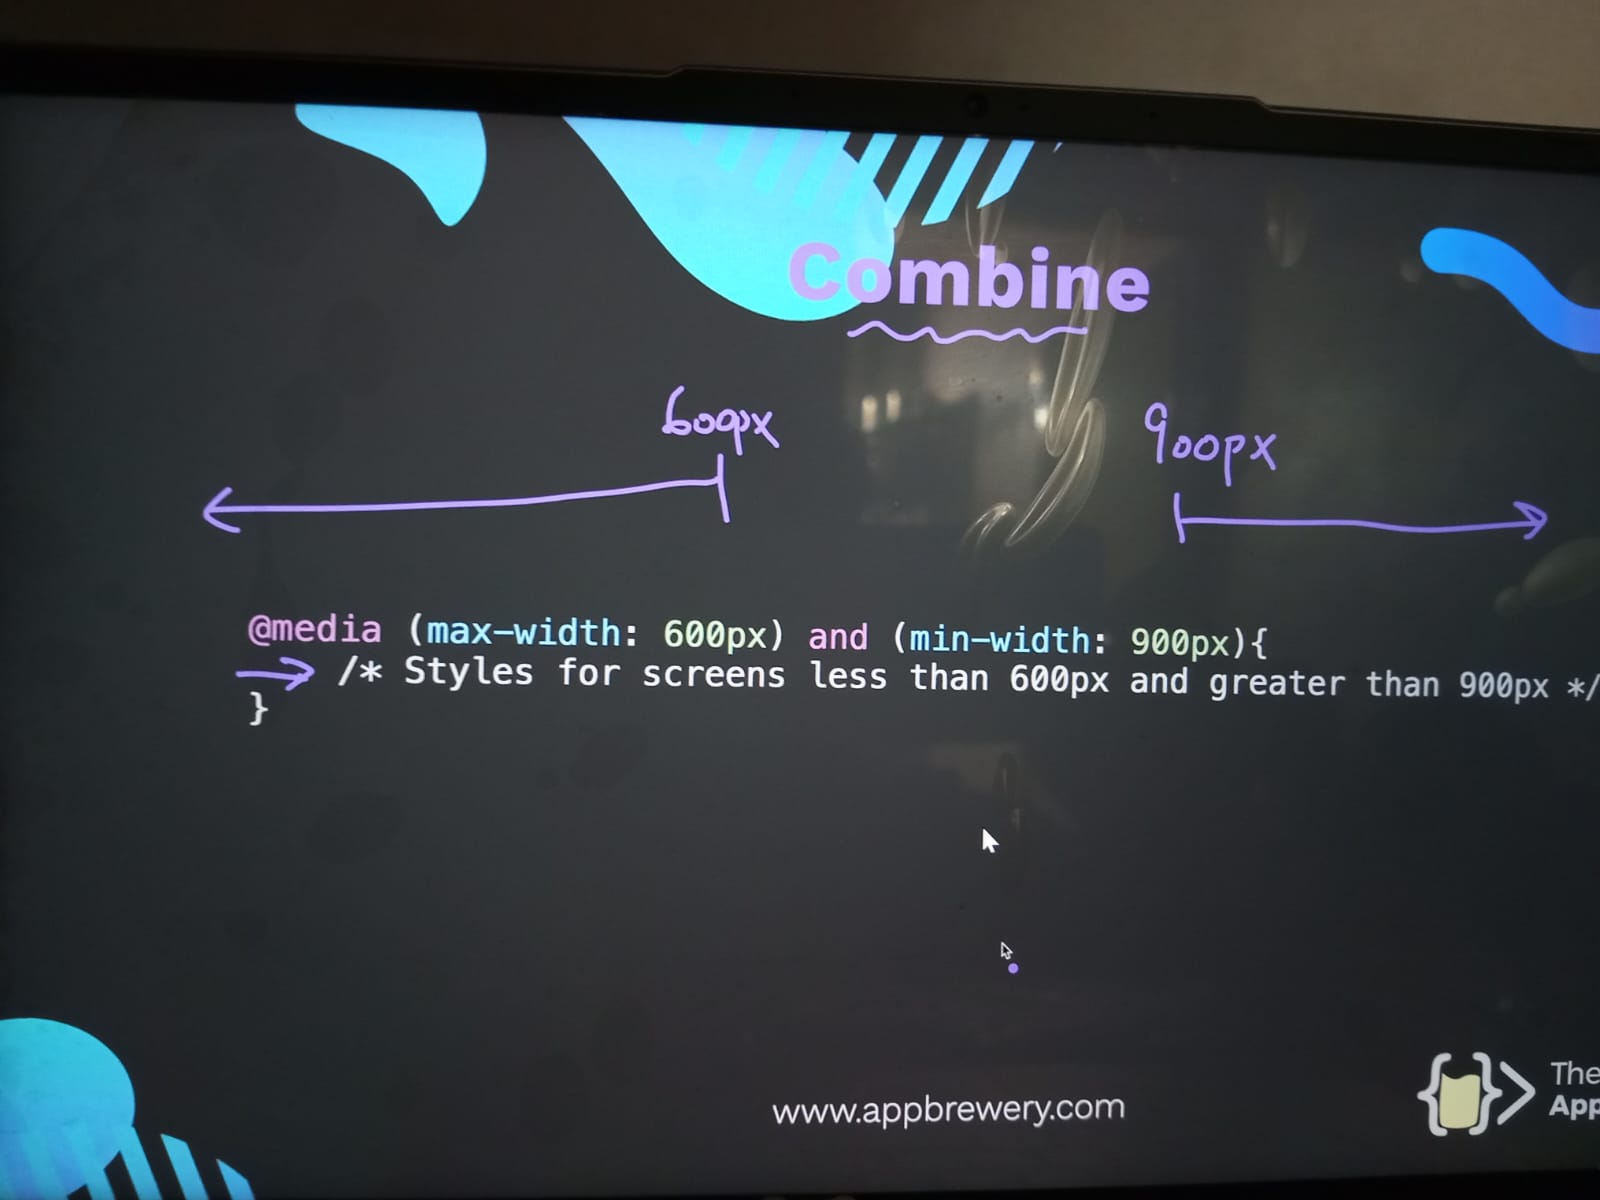 Combine
600px
900px
@media (max-width: 600px) and (min-width: 900px){
/* Styles for screens less than 600px and greater than 900px */
}
www.appbrewery.com
The
App